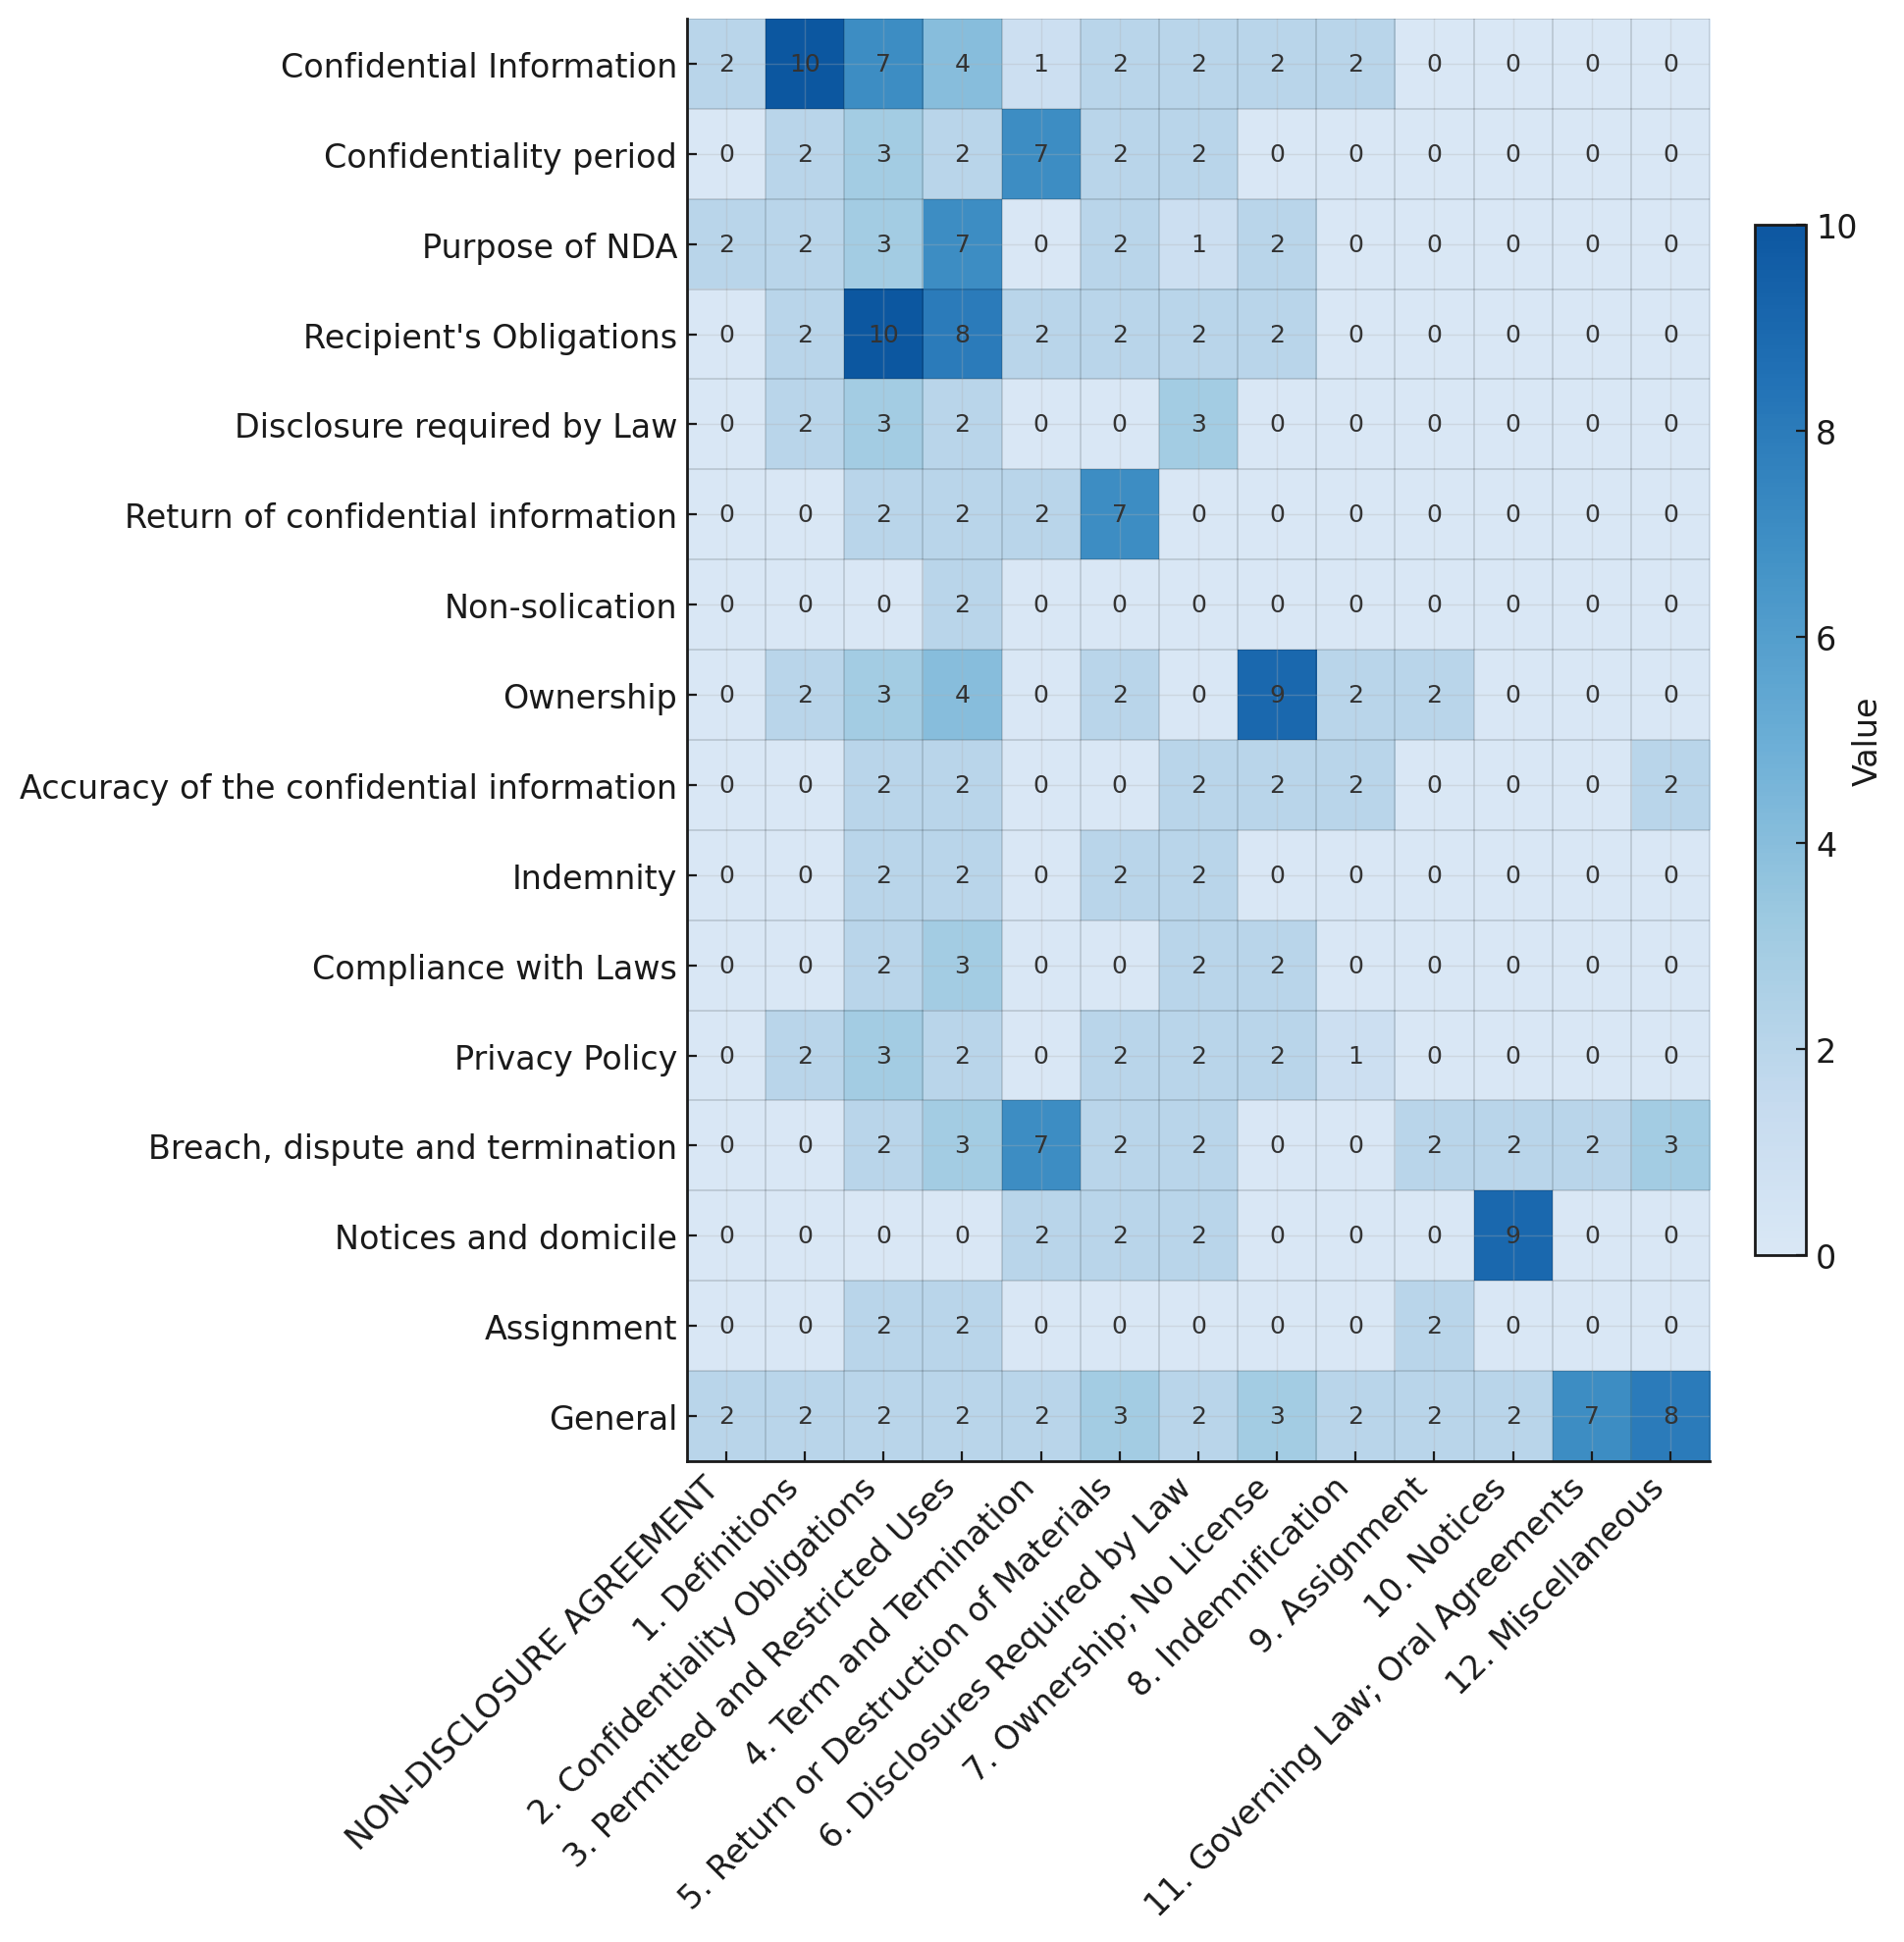 Confidential Information 2 10 7 4 1 2 2 2 2 0 0 0 0
Confidentiality period 0 2 3 2 7 2 2 0 0 0 0 0 0
Purpose of NDA 2 2 3 7 0 2 1 2 0 0 0 0 0
Recipient's Obligations 0 2 10 8 2 2 2 2 0 0 0 0 0
Disclosure required by Law 0 2 3 2 0 0 3 0 0 0 0 0 0
Return of confidential information 0 0 2 2 2 7 0 0 0 0 0 0 0
Non-solication 0 0 0 2 0 0 0 0 0 0 0 0 0
Ownership 0 2 3 4 0 2 0 9 2 2 0 0 0
Accuracy of the confidential information 0 0 2 2 0 0 2 2 2 0 0 0 2
Indemnity 0 0 2 2 0 2 2 0 0 0 0 0 0
Compliance with Laws 0 0 2 3 0 0 2 2 0 0 0 0 0
Privacy Policy 0 2 3 2 0 2 2 2 1 0 0 0 0
Breach, dispute and termination 0 0 2 3 7 2 2 0 0 2 2 2 3
Notices and domicile 0 0 0 0 2 2 2 0 0 0 9 0 0
Assignment 0 0 2 2 0 0 0 0 0 2 0 0 0
General 2 2 2 2 2 3 2 3 2 2 2 7 8
NON-DISCLOSURE AGREEMENT
1. Definitions
2. Confidentiality Obligations
3. Permitted and Restricted Uses
4. Term and Termination
5. Return or Destruction of Materials
6. Disclosures Required by Law
7. Ownership; No License
8. Indemnification
9. Assignment
10. Notices
11. Governing Law; Oral Agreements
12. Miscellaneous
10
8
6
4
2
0
Value